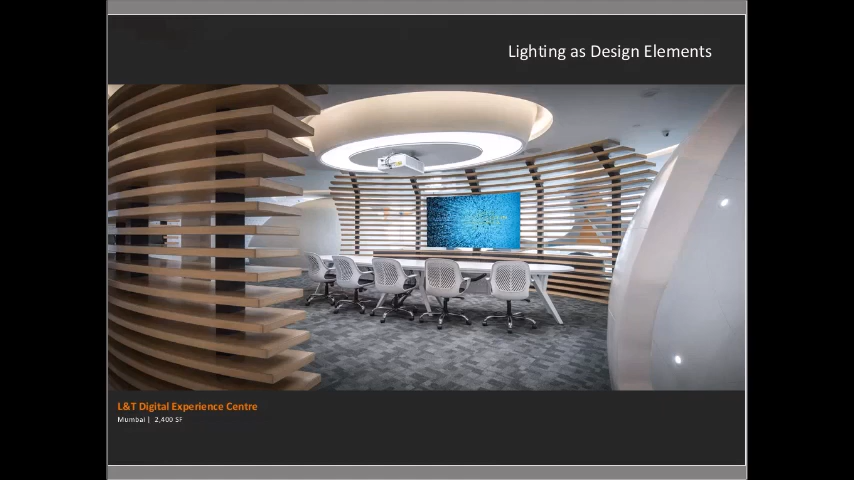 Lighting as Design Elements
L&T Digital Experience Centre
Mumbai | 2,400 SF